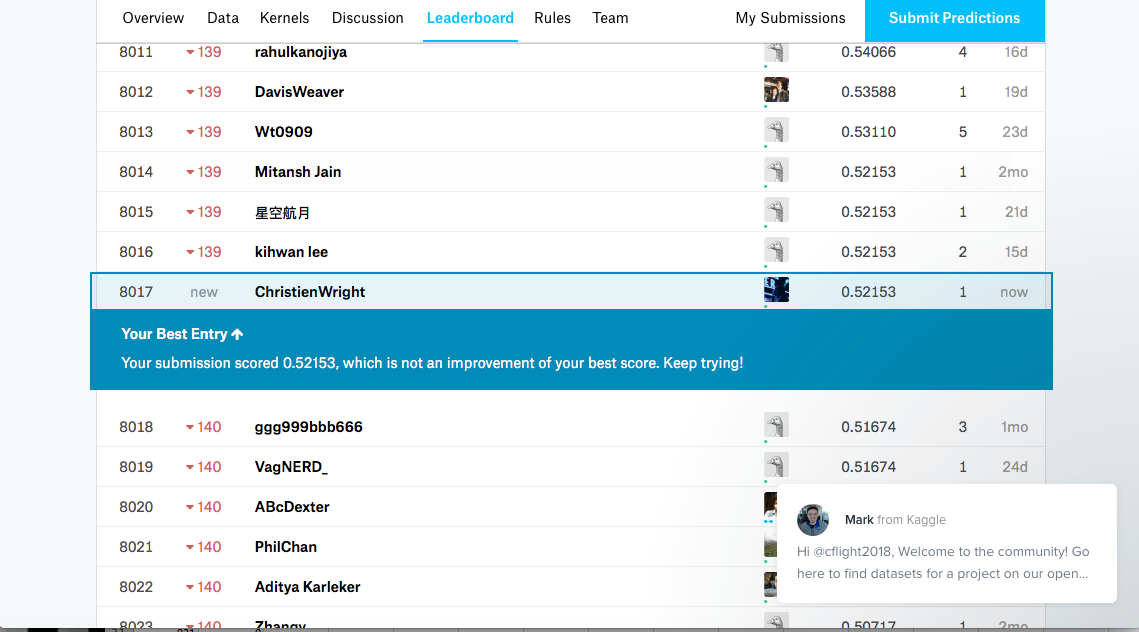 Overview Data Kernels Discussion Leaderboard Rules Team My Submissions Submit Predictions
8011 139 rahulkanojiya 0.54066 4 16d
8012 139 DavisWeaver 0.53588 1 19d
8013 139 Wt0909 0.53110 5 23d
8014 139 Mitansh Jain 0.52153 1 2mo
8015 139 星空航月 0.52153 1 21d
8016 139 kihwan lee 0.52153 2 15d
8017 new ChristienWright 0.52153 1 now
Your Best Entry
Your submission scored 0.52153, which is not an improvement of your best score. Keep trying!
8018 140 ggg999bbb666 0.51674 3 1mo
8019 140 VagNERD_ 0.51674 1 24d
8020 140 ABcDexter
Mark from Kaggle
8021 140 PhilChan
Hi @cflight2018, Welcome to the community! Go
here to find datasets for a project on our open...
8022 140 Aditya Karleker
8023 140 Zhangy 0.50717 1 2mo